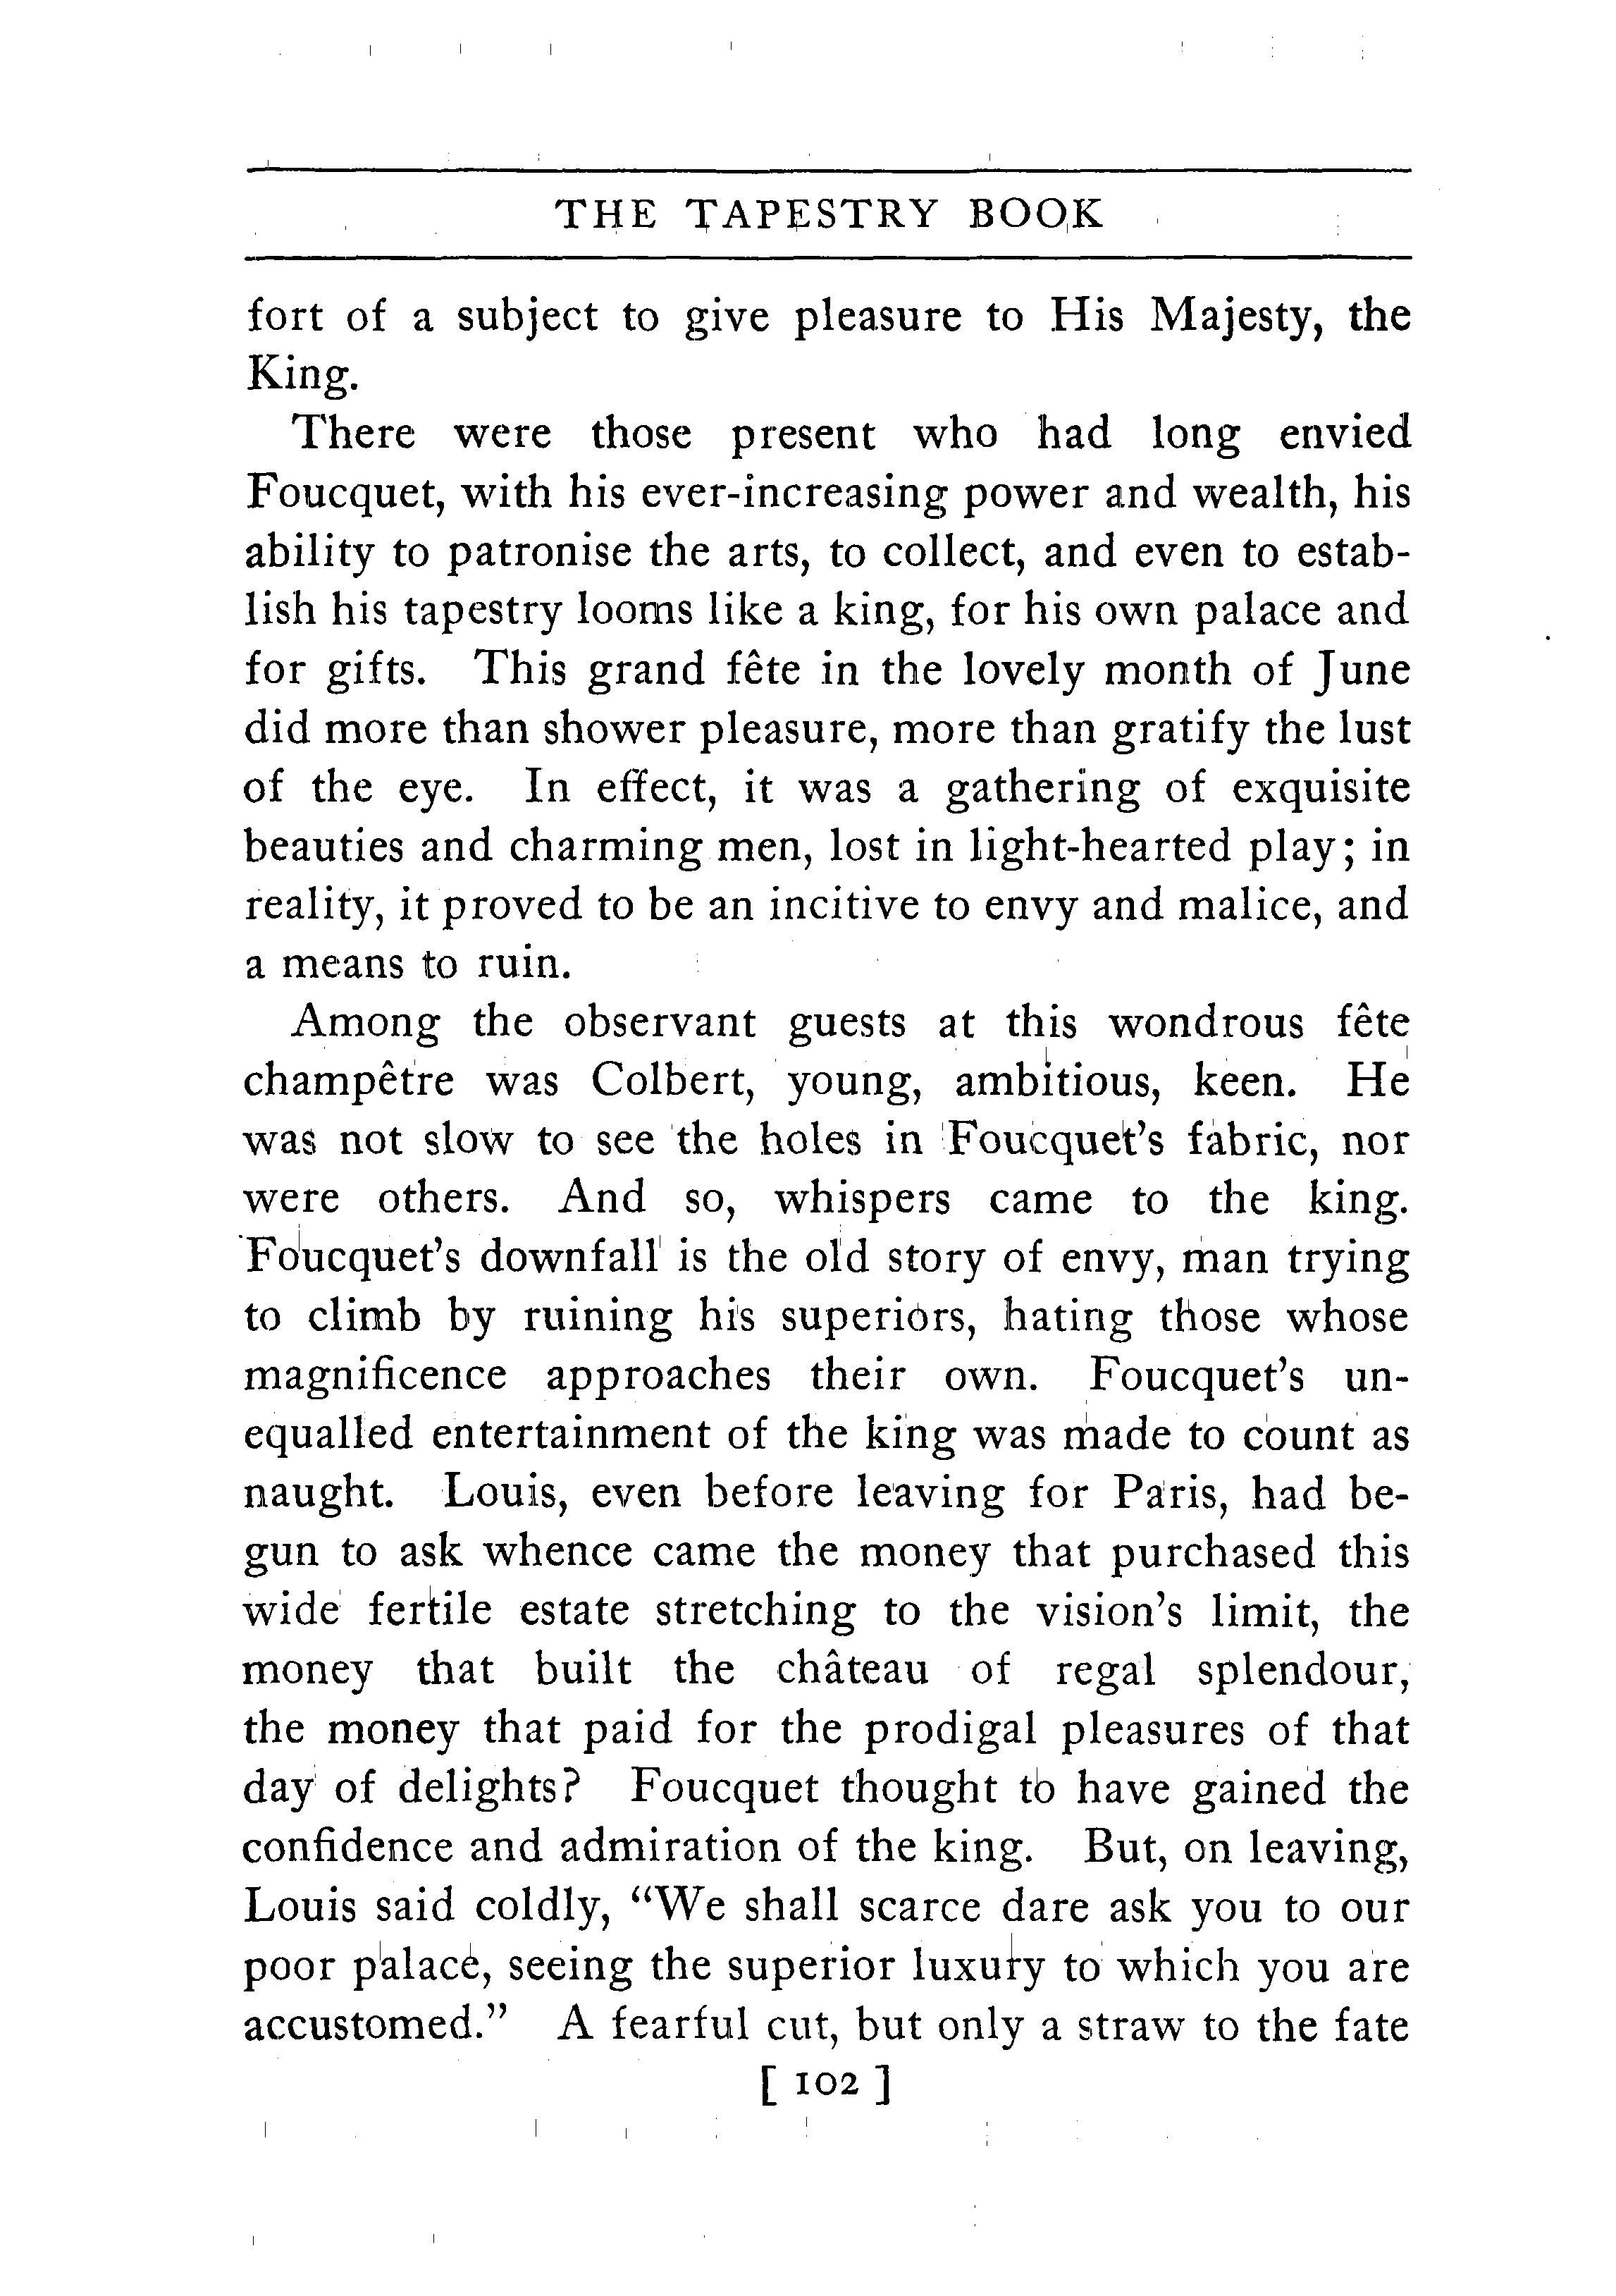 THE TAPESTRY BOOK
fort of a subject to give pleasure to His Majesty, the
King.
There were those present who had long envied
Foucquet, with his ever-increasing power and wealth, his
ability to patronise the arts, to collect, and even to estab-
lish his tapestry looms like a king, for his own palace and
for gifts. This grand fête in the lovely month of June
did more than shower pleasure, more than gratify the lust
of the eye. In effect, it was a gathering of exquisite
beauties and charming men, lost in light-hearted play; in
reality, it proved to be an incitive to envy and malice, and
a means to ruin.
Among the observant guests at this wondrous fête
champêtre was Colbert, young, ambitious, keen. He
was not slow to see the holes in Foucquet's fabric, nor
were others. And so, whispers came to the king.
Foucquet's downfall is the old story of envy, man trying
to climb by ruining his superiors, hating those whose
magnificence approaches their own. Foucquet's un-
equalled entertainment of the king was made to count as
naught. Louis, even before leaving for Paris, had be-
gun to ask whence came the money that purchased this
wide fertile estate stretching to the vision's limit, the
money that built the château of regal splendour,
the money that paid for the prodigal pleasures of that
day of delights? Foucquet thought to have gained the
confidence and admiration of the king. But, on leaving,
Louis said coldly, "We shall scarce dare ask you to our
poor palace, seeing the superior luxury to which you are
accustomed." A fearful cut, but only a straw to the fate
[ 102 ]